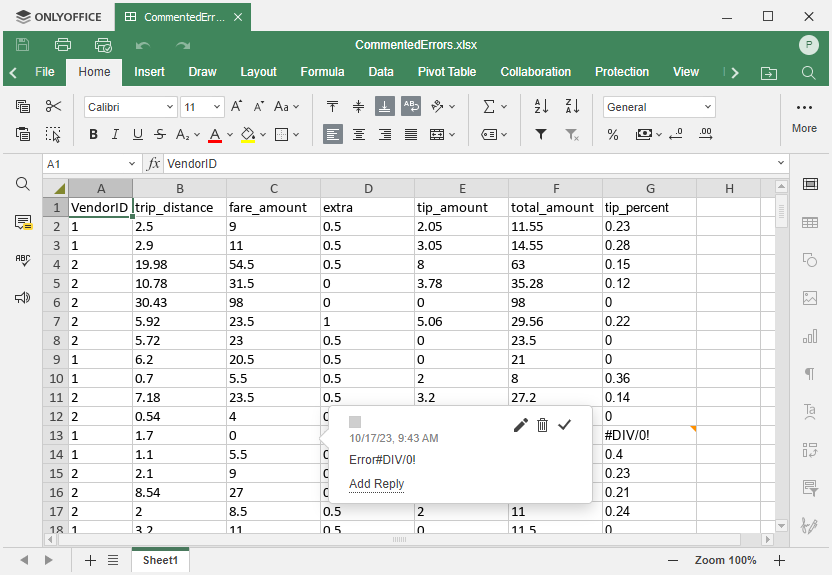 ONLYOFFICE CommentedErr... ×
CommentedErrors.xlsx P
File Home Insert Draw Layout Formula Data Pivot Table Collaboration Protection View
Calibri 11 A A Aa General
B I U S A₂ A % .0 .00 More
A1 fx VendorID
A B C D E F G H
1 VendorID trip_distance fare_amount extra tip_amount total_amount tip_percent
2 1 2.5 9 0.5 2.05 11.55 0.23
3 1 2.9 11 0.5 3.05 14.55 0.28
4 2 19.98 54.5 0.5 8 63 0.15
5 2 10.78 31.5 0 3.78 35.28 0.12
6 2 30.43 98 0 0 98 0
7 2 5.92 23.5 1 5.06 29.56 0.22
8 2 5.72 23 0.5 0 23.5 0
9 1 6.2 20.5 0.5 0 21 0
10 1 0.7 5.5 0.5 2 8 0.36
11 2 7.18 23.5 0.5 3.2 27.2 0.14
12 2 0.54 4 0
13 1 1.7 0 #DIV/0!
14 1 1.1 5.5 0.4
15 2 2.1 9 0.23
16 2 8.54 27 0.21
17 2 2 8.5 0.5 2 11 0.24
18 1 3.2 11 0.5 0 11.5 0
10/17/23, 9:43 AM
Error#DIV/0!
Add Reply
Sheet1 Zoom 100%